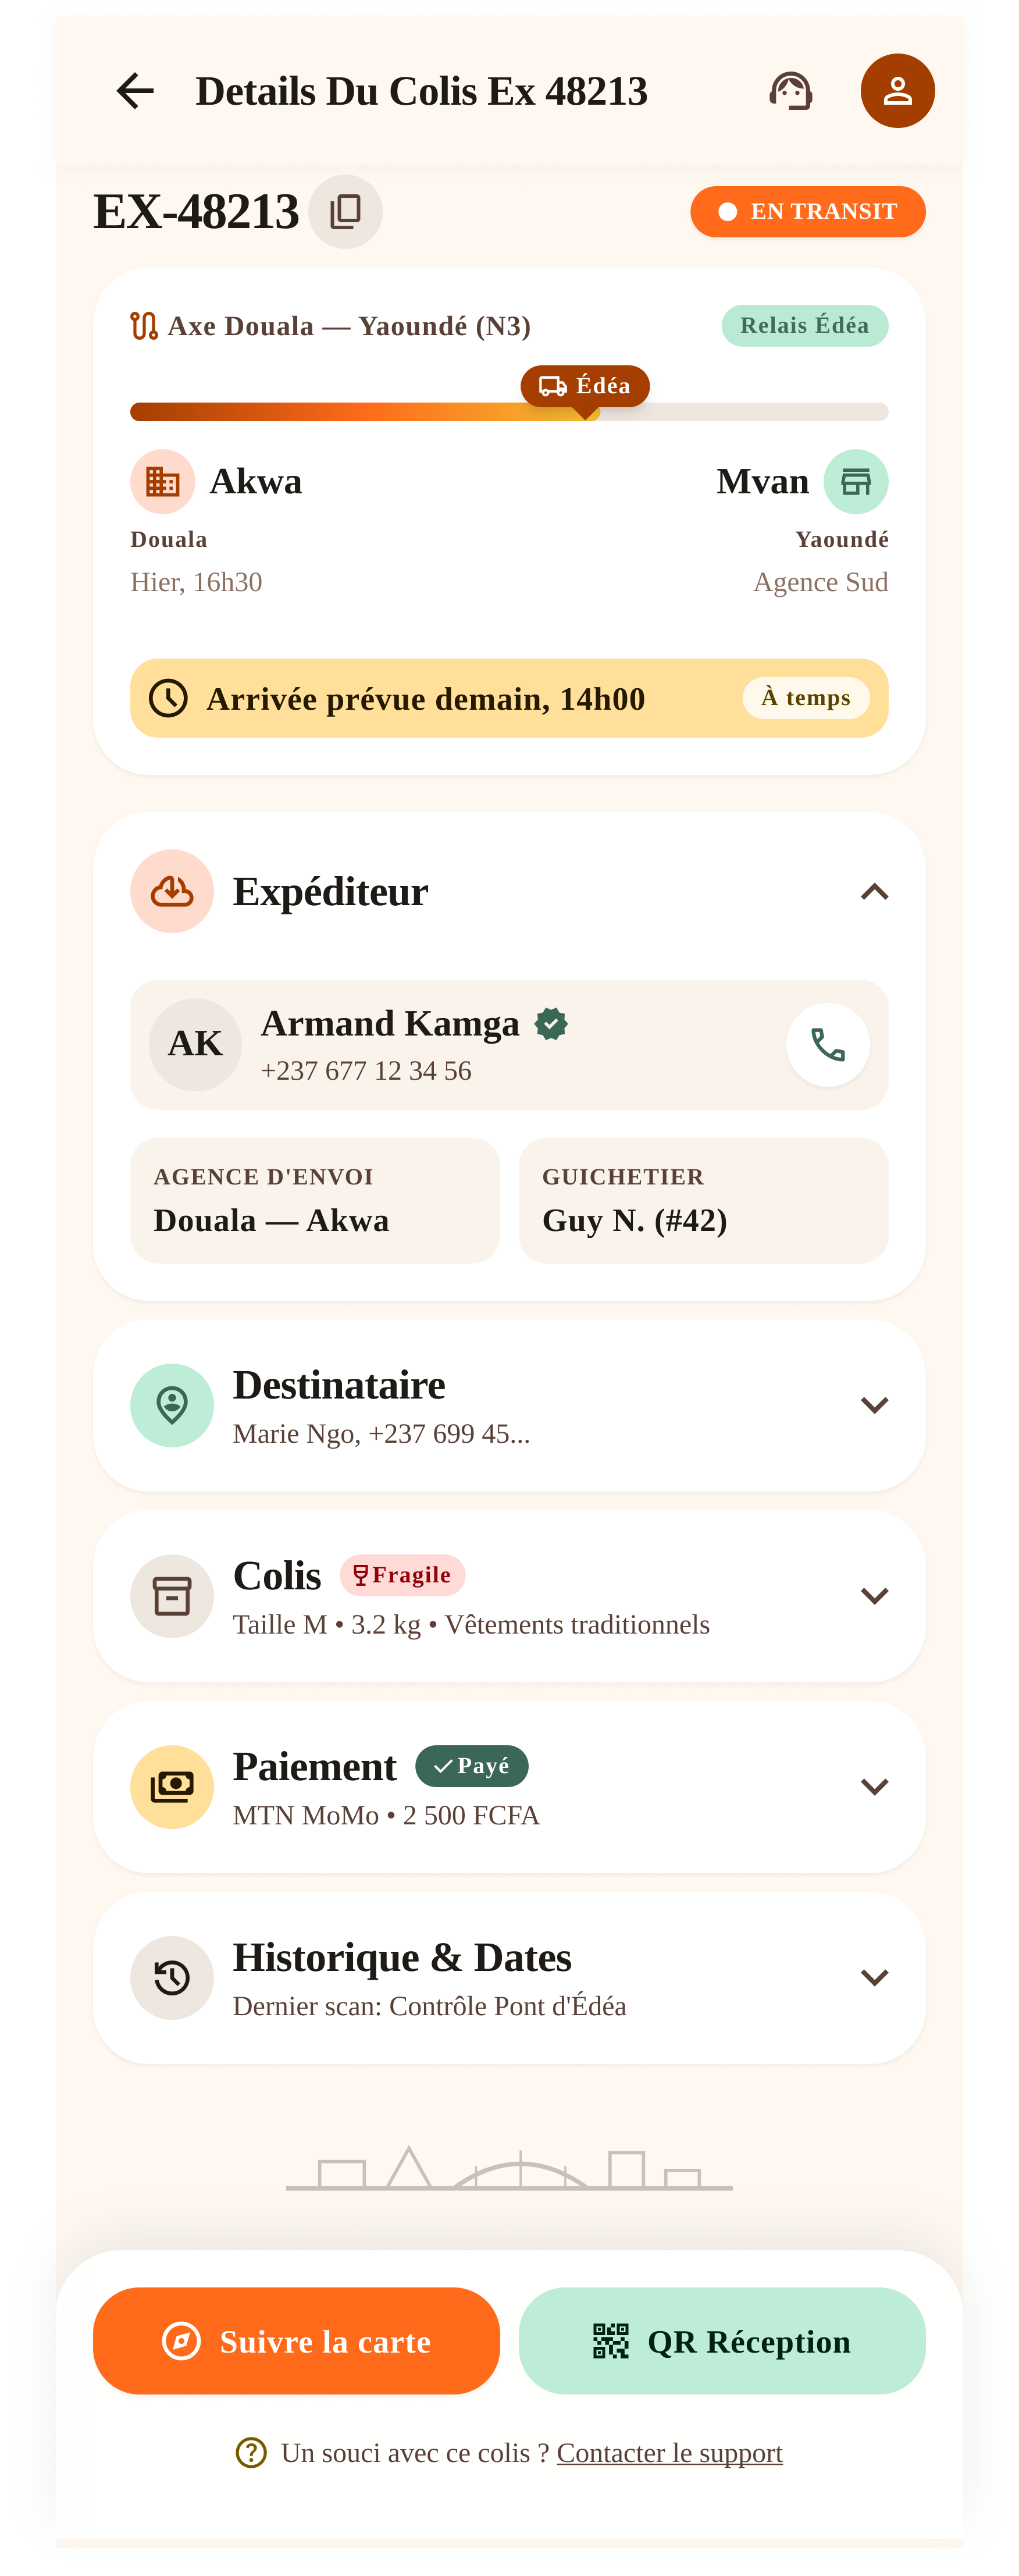 Details Du Colis Ex 48213
EX-48213
EN TRANSIT
Axe Douala — Yaoundé (N3)
Relais Édéa
Édéa
Akwa
Mvan
Douala
Yaoundé
Hier, 16h30
Agence Sud
Arrivée prévue demain, 14h00
À temps
Expéditeur
AK
Armand Kamga
+237 677 12 34 56
AGENCE D'ENVOI
Douala — Akwa
GUICHETIER
Guy N. (#42)
Destinataire
Marie Ngo, +237 699 45...
Colis
Fragile
Taille M • 3.2 kg • Vêtements traditionnels
Paiement
Payé
MTN MoMo • 2 500 FCFA
Historique & Dates
Dernier scan: Contrôle Pont d'Édéa
Suivre la carte
QR Réception
Un souci avec ce colis ? Contacter le support